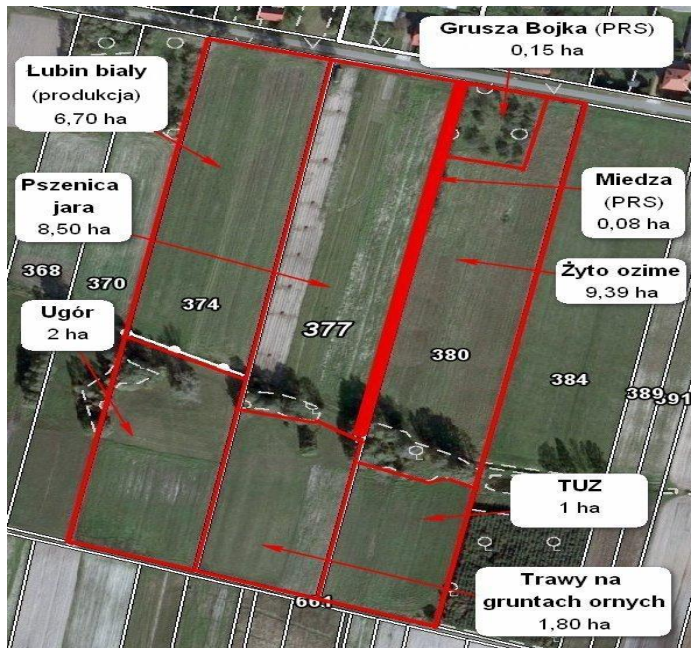 Grusza Bojka (PRS)
0,15 ha
Łubin biały
(produkcja)
6,70 ha
Miedza
(PRS)
0,08 ha
Pszenica
jara
8,50 ha
Żyto ozime
9,39 ha
368
370
374
377
380
384
389
391
Ugór
2 ha
TUZ
1 ha
Trawy na
gruntach ornych
1,80 ha
661